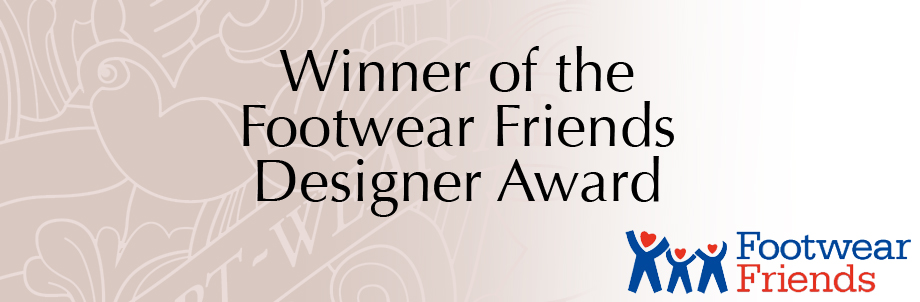 Winner of the
Footwear Friends
Designer Award
Footwear
Friends